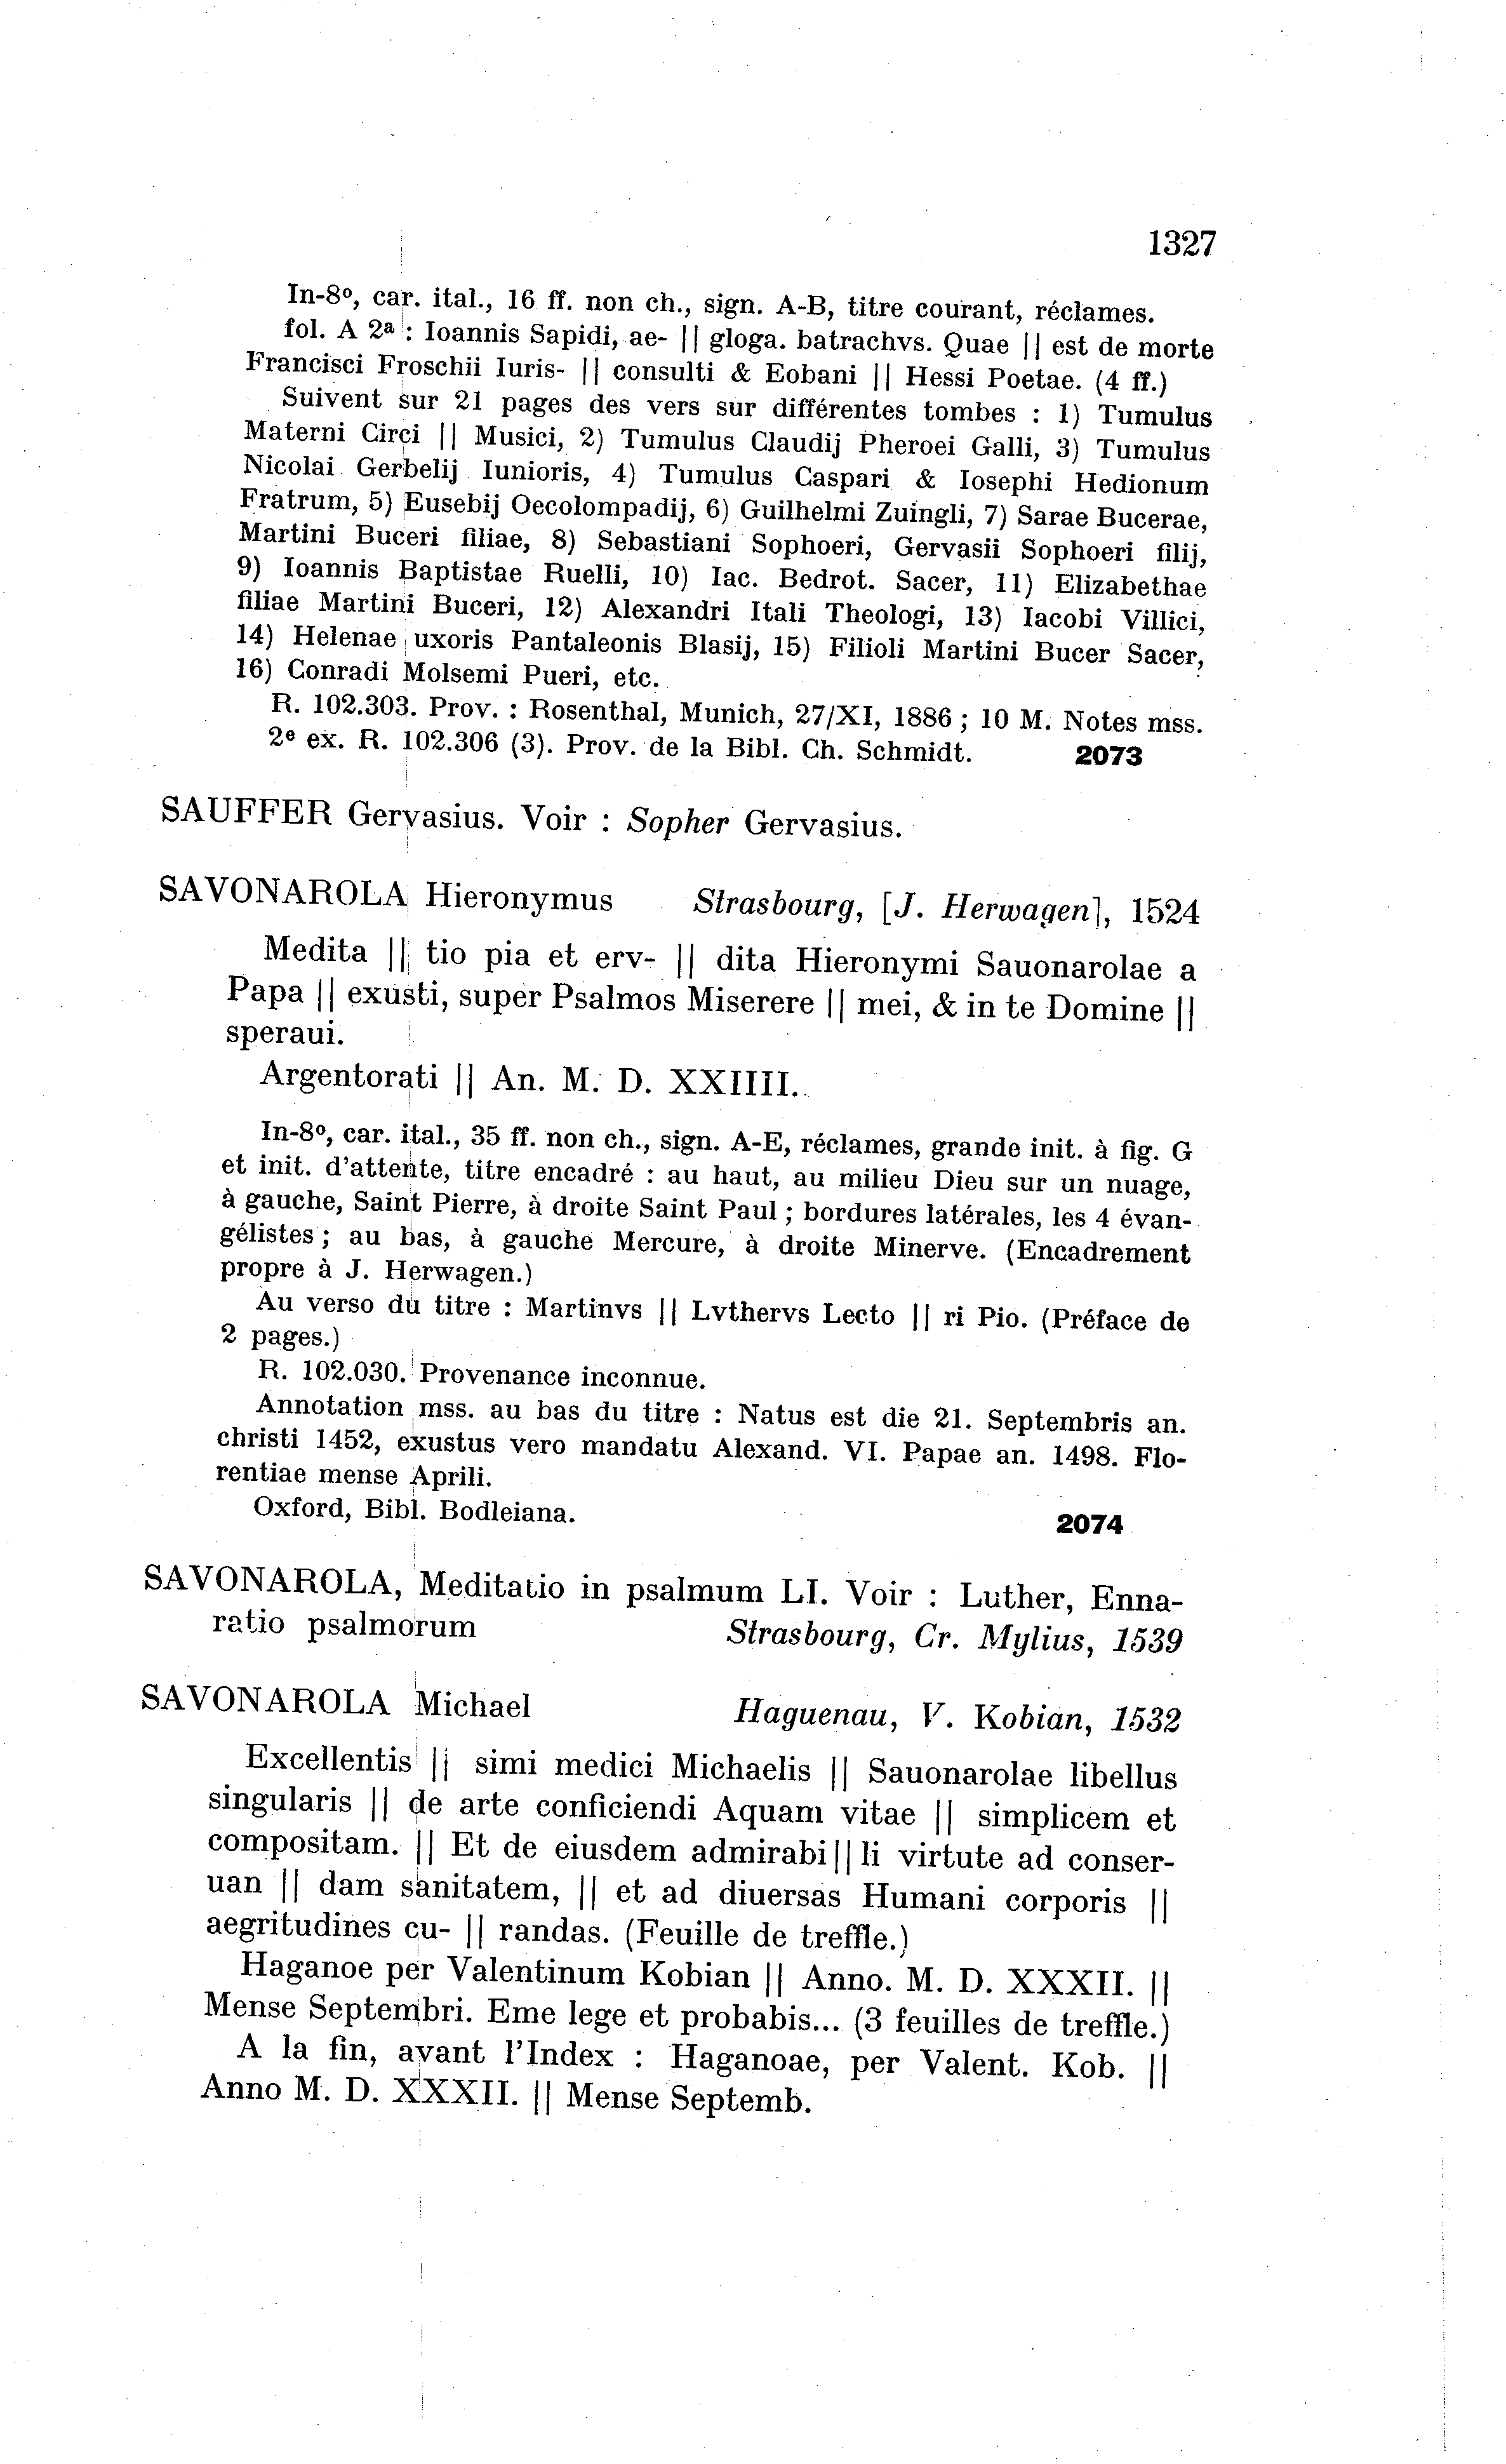 1327
In-8º, car. ital., 16 ff. non ch., sign. A-B, titre courant, réclames.
fol. A 2ª : Ioannis Sapidi, ae- || gloga. batrachvs. Quae || est de morte
Francisci Froschii Iuris- || consulti & Eobani || Hessi Poetae. (4 ff.)
Suivent sur 21 pages des vers sur différentes tombes : 1) Tumulus
Materni Circi || Musici, 2) Tumulus Claudij Pheroei Galli, 3) Tumulus
Nicolai Gerbelij Iunioris, 4) Tumulus Caspari & Iosephi Hedionum
Fratrum, 5) Eusebij Oecolompadij, 6) Guilhelmi Zuingli, 7) Sarae Bucerae,
Martini Buceri filiae, 8) Sebastiani Sophoeri, Gervasii Sophoeri filij,
9) Ioannis Baptistae Ruelli, 10) Iac. Bedrot. Sacer, 11) Elizabethae
filiae Martini Buceri, 12) Alexandri Itali Theologi, 13) Iacobi Villici,
14) Helenae uxoris Pantaleonis Blasij, 15) Filioli Martini Bucer Sacer,
16) Conradi Molsemi Pueri, etc.
R. 102.303. Prov. : Rosenthal, Munich, 27/XI, 1886 ; 10 M. Notes mss.
2e ex. R. 102.306 (3). Prov. de la Bibl. Ch. Schmidt. 2073
SAUFFER Gervasius. Voir : Sopher Gervasius.
SAVONAROLA Hieronymus Strasbourg, [J. Herwagen], 1524
Medita || tio pia et erv- || dita Hieronymi Sauonarolae a
Papa || exusti, super Psalmos Miserere || mei, & in te Domine ||
speraui.
Argentorati || An. M. D. XXIIII.
In-8º, car. ital., 35 ff. non ch., sign. A-E, réclames, grande init. à fig. G
et init. d'attente, titre encadré : au haut, au milieu Dieu sur un nuage,
à gauche, Saint Pierre, à droite Saint Paul ; bordures latérales, les 4 évan-
gélistes ; au bas, à gauche Mercure, à droite Minerve. (Encadrement
propre à J. Herwagen.)
Au verso du titre : Martinvs || Lvthervs Lecto || ri Pio. (Préface de
2 pages.)
R. 102.030. Provenance inconnue.
Annotation mss. au bas du titre : Natus est die 21. Septembris an.
christi 1452, exustus vero mandatu Alexand. VI. Papae an. 1498. Flo-
rentiae mense Aprili.
Oxford, Bibl. Bodleiana. 2074
SAVONAROLA, Meditatio in psalmum LI. Voir : Luther, Enna-
ratio psalmorum Strasbourg, Cr. Mylius, 1539
SAVONAROLA Michael Haguenau, V. Kobian, 1532
Excellentis || simi medici Michaelis || Sauonarolae libellus
singularis || de arte conficiendi Aquam vitae || simplicem et
compositam. || Et de eiusdem admirabi || li virtute ad conser-
uan || dam sanitatem, || et ad diuersas Humani corporis ||
aegritudines cu- || randas. (Feuille de treffle.)
Haganoe per Valentinum Kobian || Anno. M. D. XXXII. ||
Mense Septembri. Eme lege et probabis... (3 feuilles de treffle.)
A la fin, avant l'Index : Haganoae, per Valent. Kob. ||
Anno M. D. XXXII. || Mense Septemb.